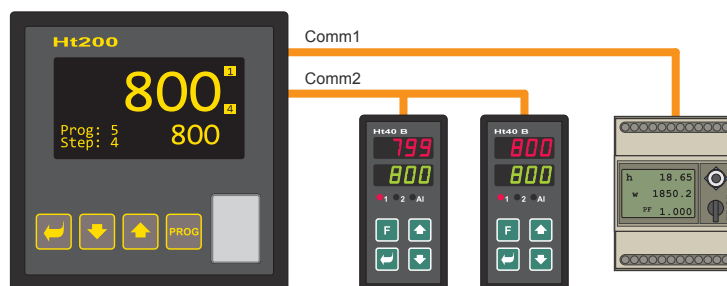 Ht200
Comm1
800
1
4
Prog: 5
Step: 4
800
Comm2
PROG
Ht40 B
799
800
1 2 AI
F
Ht40 B
800
800
1 2 AI
F
h 18.65
w 1850.2
PF 1.000